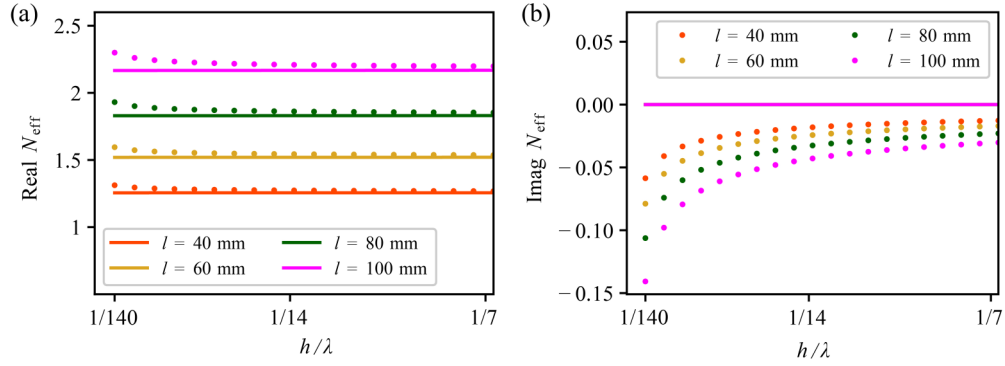 (a)
Real N_eff
2.5
2
1.5
1
l = 40 mm
l = 60 mm
l = 80 mm
l = 100 mm
1/140
1/14
1/7
h/λ
(b)
Imag N_eff
0.05
0.00
−0.05
−0.10
−0.15
l = 40 mm
l = 60 mm
l = 80 mm
l = 100 mm
1/140
1/14
1/7
h/λ